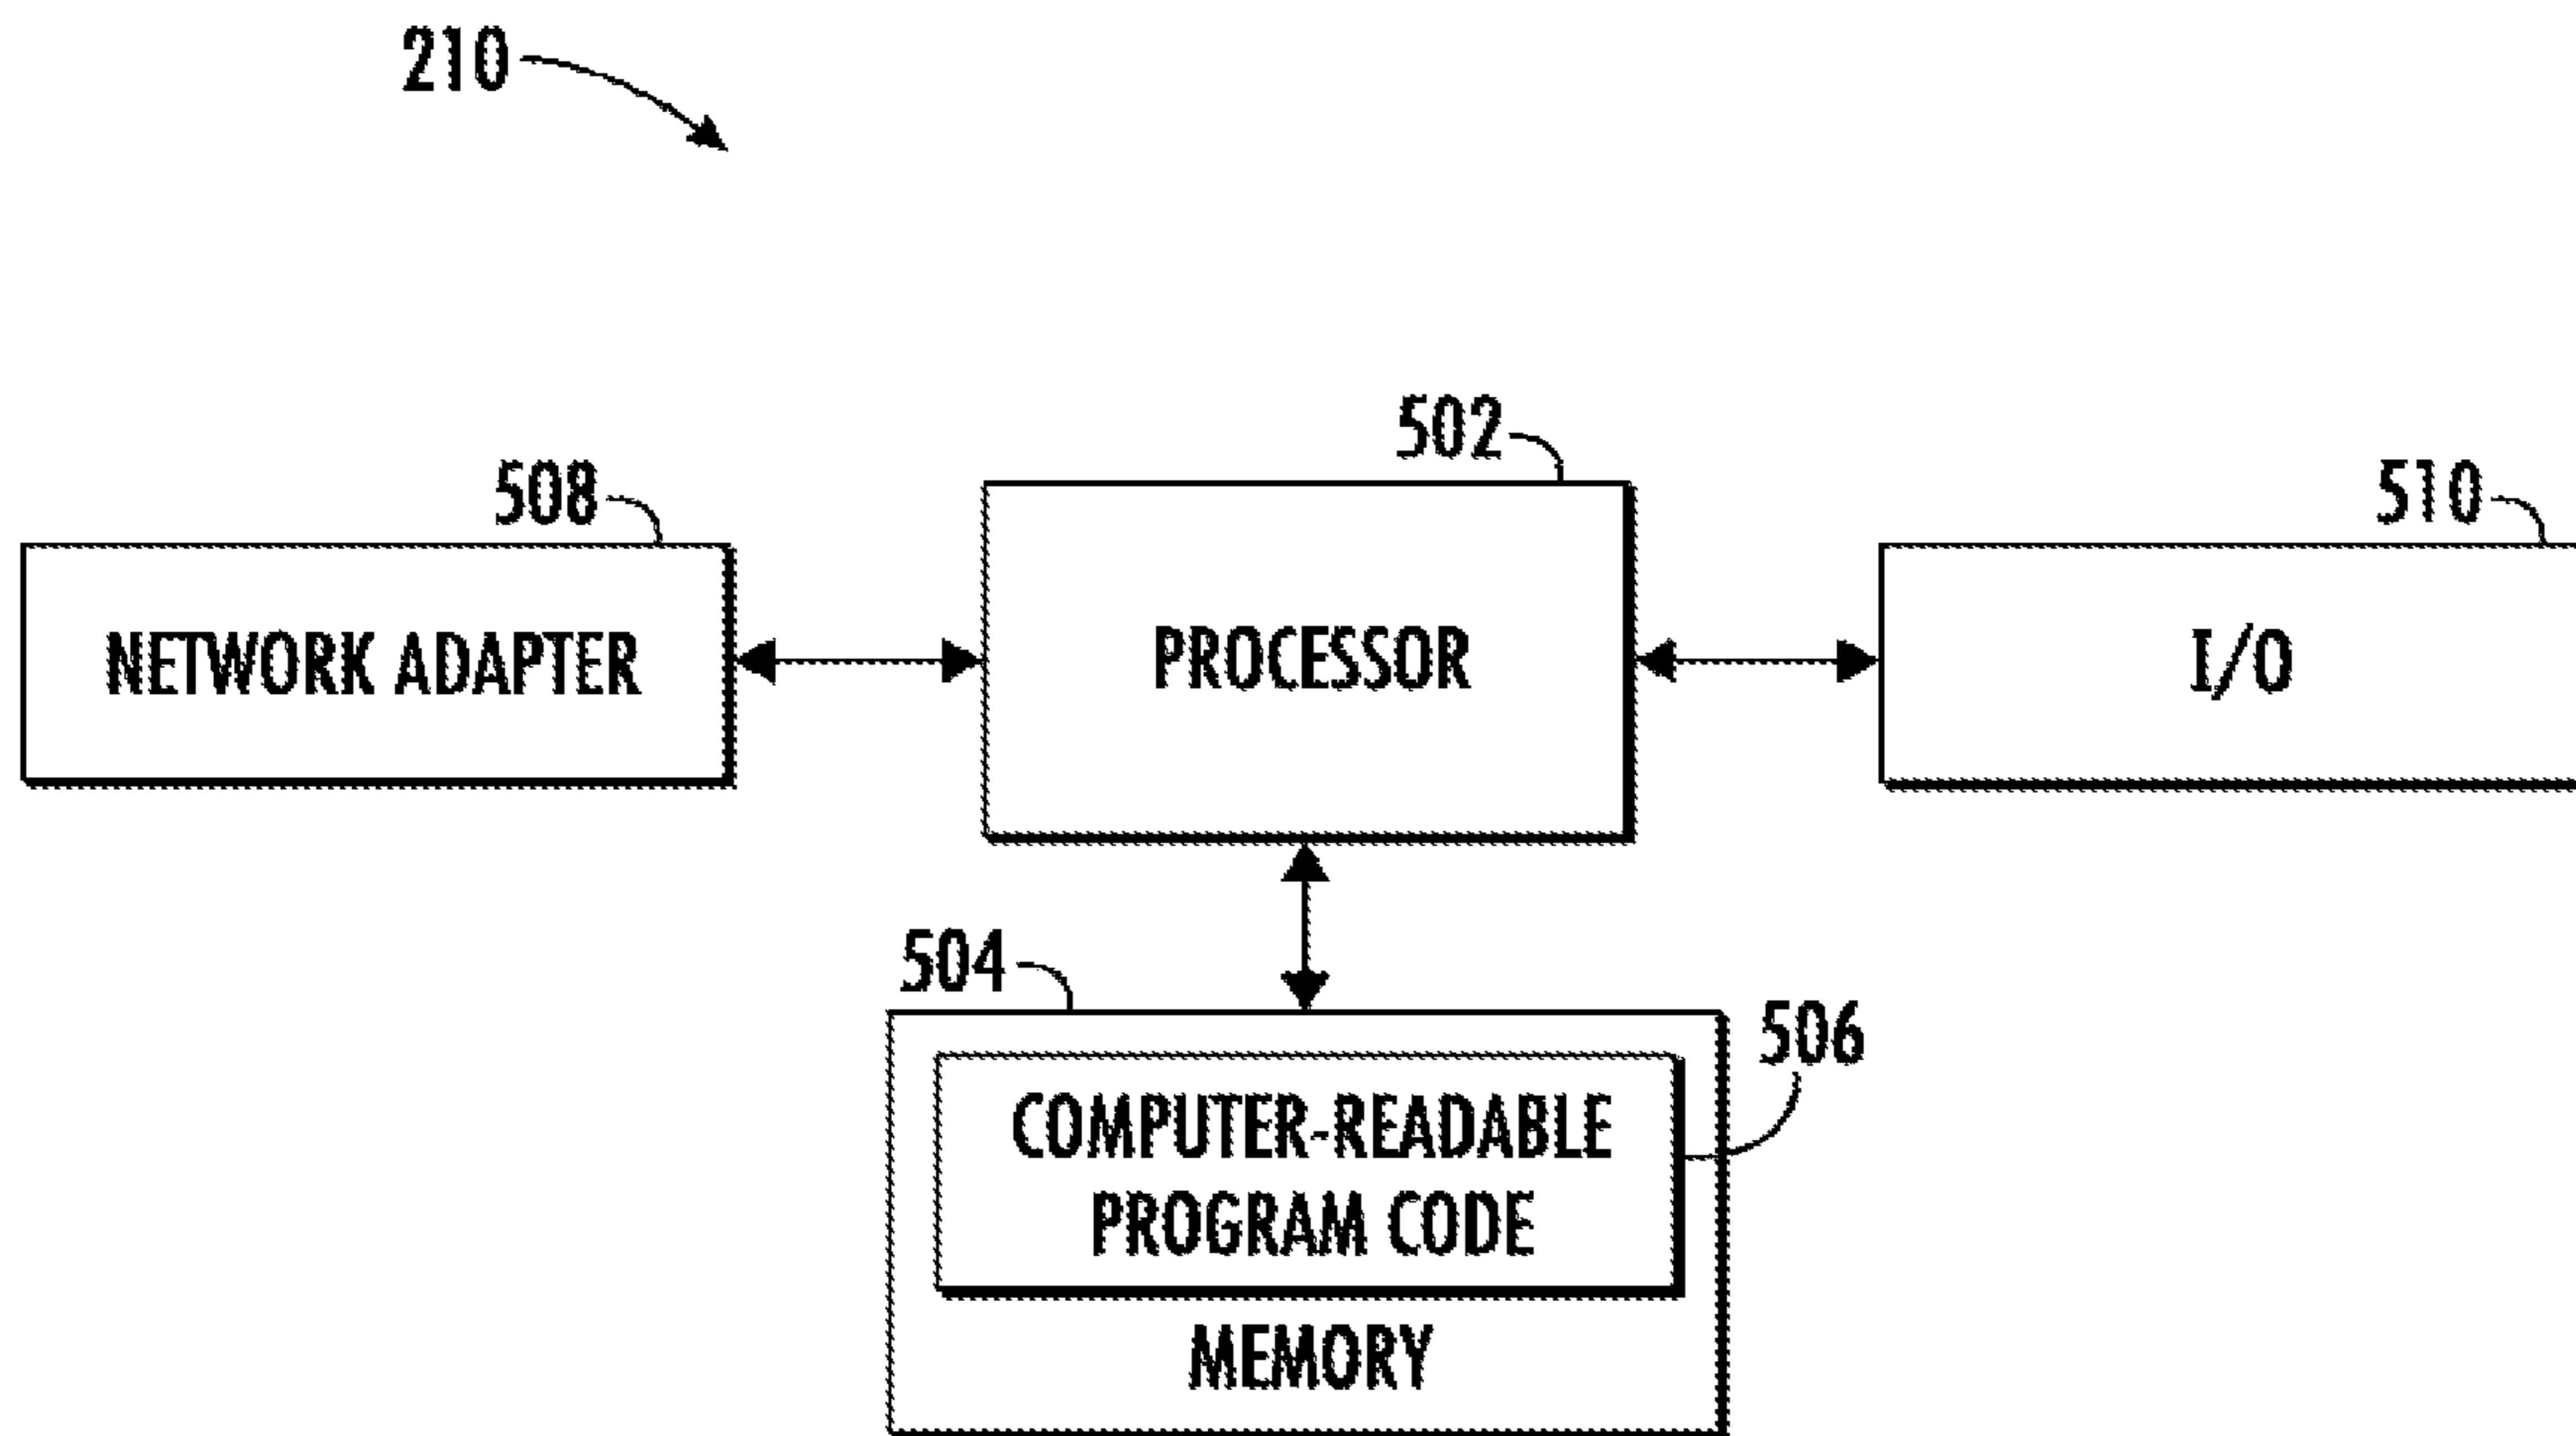 210
502
508
510
NETWORK ADAPTER
PROCESSOR
I/O
504
506
COMPUTER-READABLE
PROGRAM CODE
MEMORY